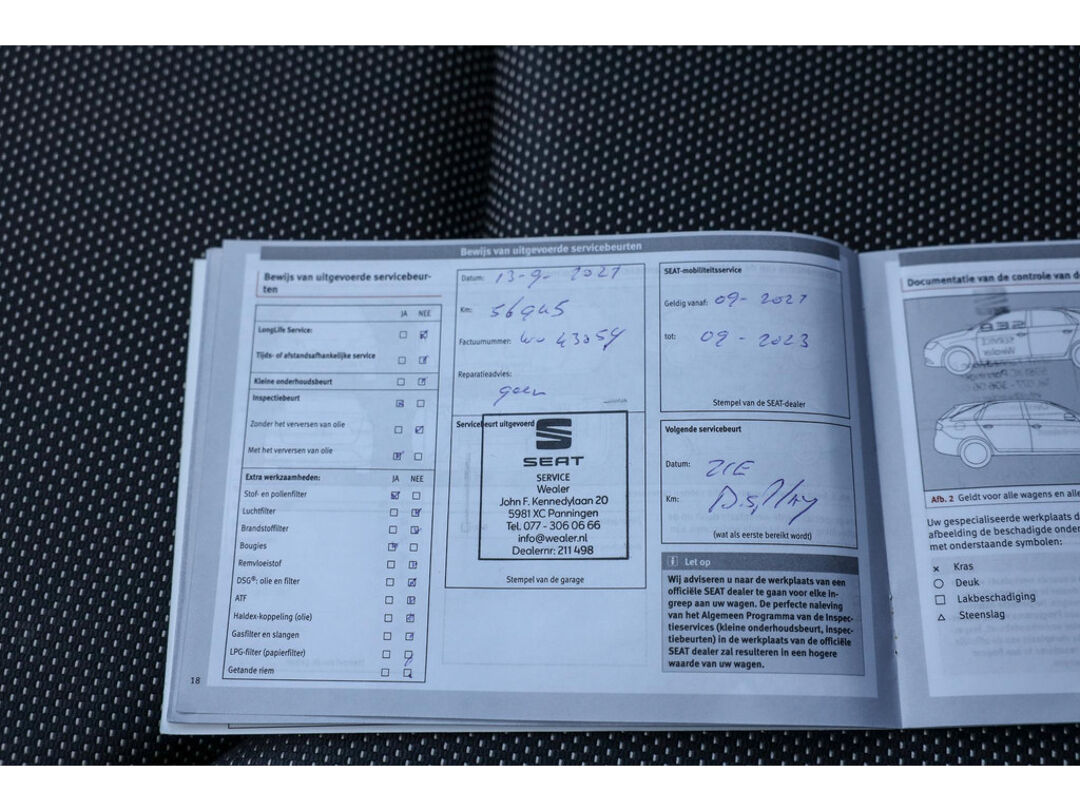 Bewijs van uitgevoerde servicebeurten
Bewijs van uitgevoerde servicebeur-
ten
JA NEE
LongLife Service:
Tijds- of afstandsafhankelijke service
Kleine onderhoudsbeurt
Inspectiebeurt
Zonder het verversen van olie
Met het verversen van olie
Extra werkzaamheden: JA NEE
Stof- en pollenfilter
Luchtfilter
Brandstoffilter
Bougies
Remvloeistof
DSG®: olie en filter
ATF
Haldex-koppeling (olie)
Gasfilter en slangen
LPG-filter (papierfilter)
Getande riem
18
Datum: 13-9- 2021
Km: 56945
Factuurnummer: WU 43254
Reparatieadvies:
geen
Servicebeurt uitgevoerd
SEAT
SERVICE
Wealer
John F. Kennedylaan 20
5981 XC Panningen
Tel. 077 - 306 06 66
info@wealer.nl
Dealernr: 211 498
Stempel van de garage
SEAT-mobiliteitsservice
Geldig vanaf: 09- 2021
tot: 09 - 2023
Stempel van de SEAT-dealer
Volgende servicebeurt
Datum: ZIE
Km: Display
(wat als eerste bereikt wordt)
i Let op
Wij adviseren u naar de werkplaats van een
officiële SEAT dealer te gaan voor elke in-
greep aan uw wagen. De perfecte naleving
van het Algemeen Programma van de Inspec-
tieservices (kleine onderhoudsbeurt, inspec-
tiebeurten) in de werkplaats van de officiële
SEAT dealer zal resulteren in een hogere
waarde van uw wagen.
Documentatie van de controle van d
Afb. 2 Geldt voor alle wagens en alle
Uw gespecialiseerde werkplaats d
afbeelding de beschadigde onder
met onderstaande symbolen:
Kras
Deuk
Lakbeschadiging
Steenslag